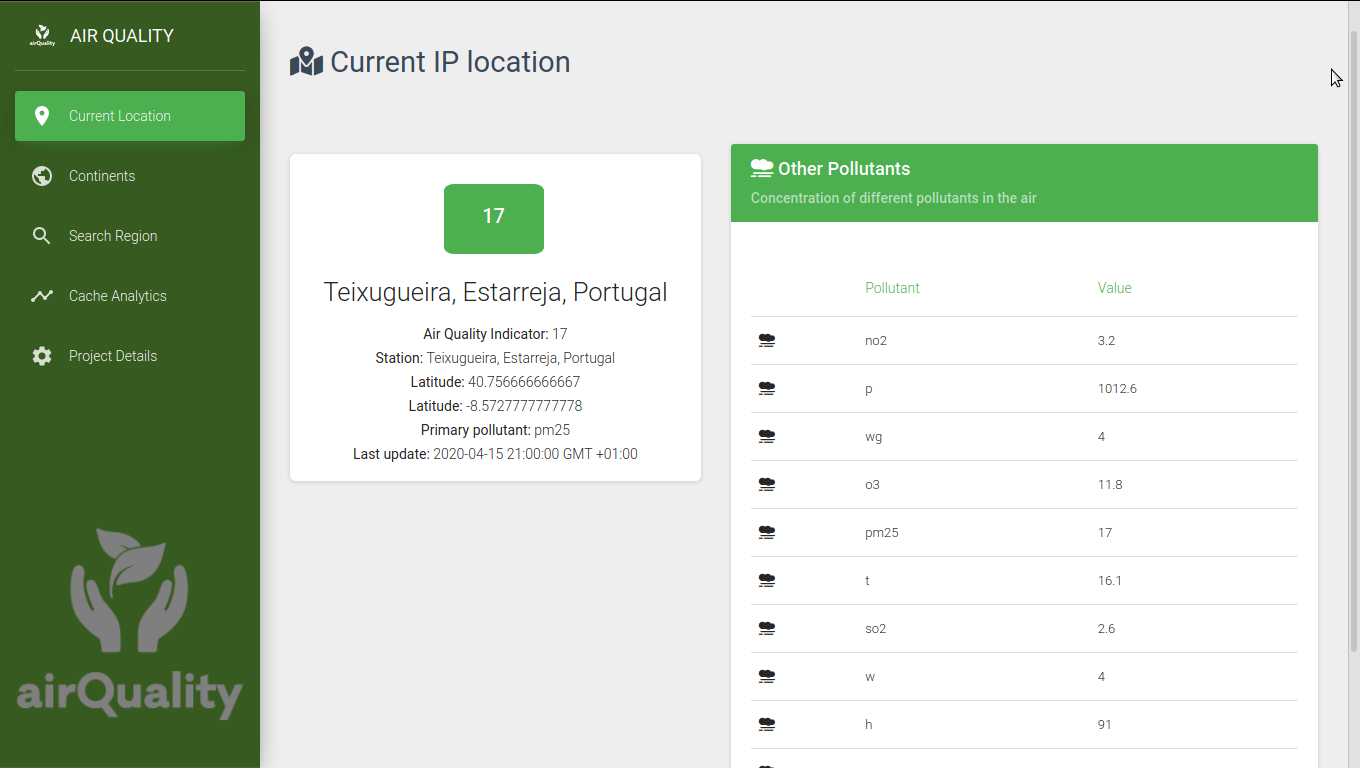 airQuality
AIR QUALITY
Current Location
Continents
Search Region
Cache Analytics
Project Details
airQuality
Current IP location
17
Teixugueira, Estarreja, Portugal
Air Quality Indicator: 17
Station: Teixugueira, Estarreja, Portugal
Latitude: 40.756666666667
Latitude: -8.5727777777778
Primary pollutant: pm25
Last update: 2020-04-15 21:00:00 GMT +01:00
Other Pollutants
Concentration of different pollutants in the air
Pollutant Value
no2 3.2
p 1012.6
wg 4
o3 11.8
pm25 17
t 16.1
so2 2.6
w 4
h 91